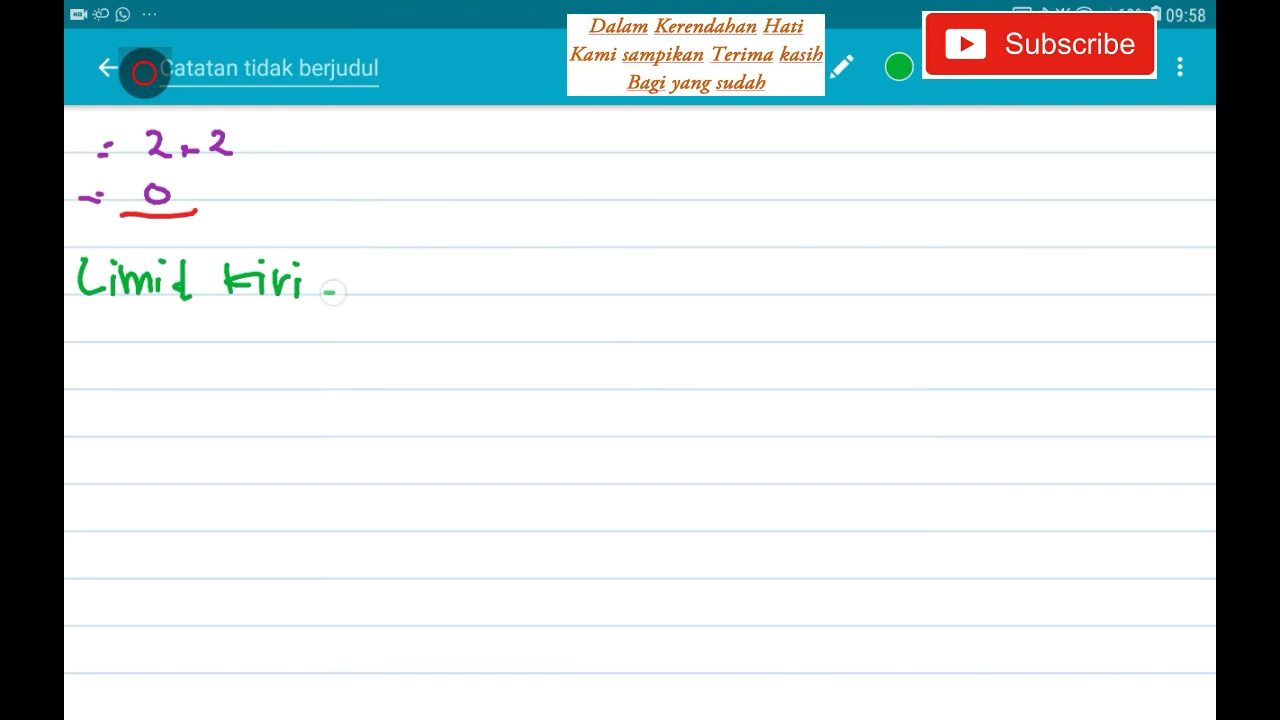 09:58
Dalam Kerendahan Hati
Kami sampikan Terima kasih
Bagi yang sudah
Subscribe
Catatan tidak berjudul
= 2 - 2
= 0
Limid kiri -